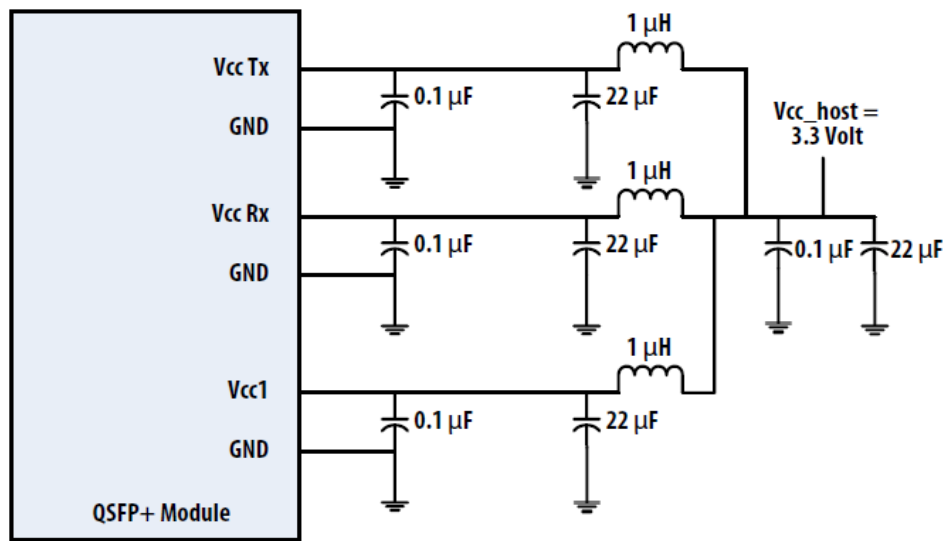 1 µH
Vcc Tx
0.1 µF
22 µF
GND
Vcc_host =
3.3 Volt
1 µH
Vcc Rx
0.1 µF
22 µF
0.1 µF
22 µF
GND
1 µH
Vcc1
0.1 µF
22 µF
GND
QSFP+ Module